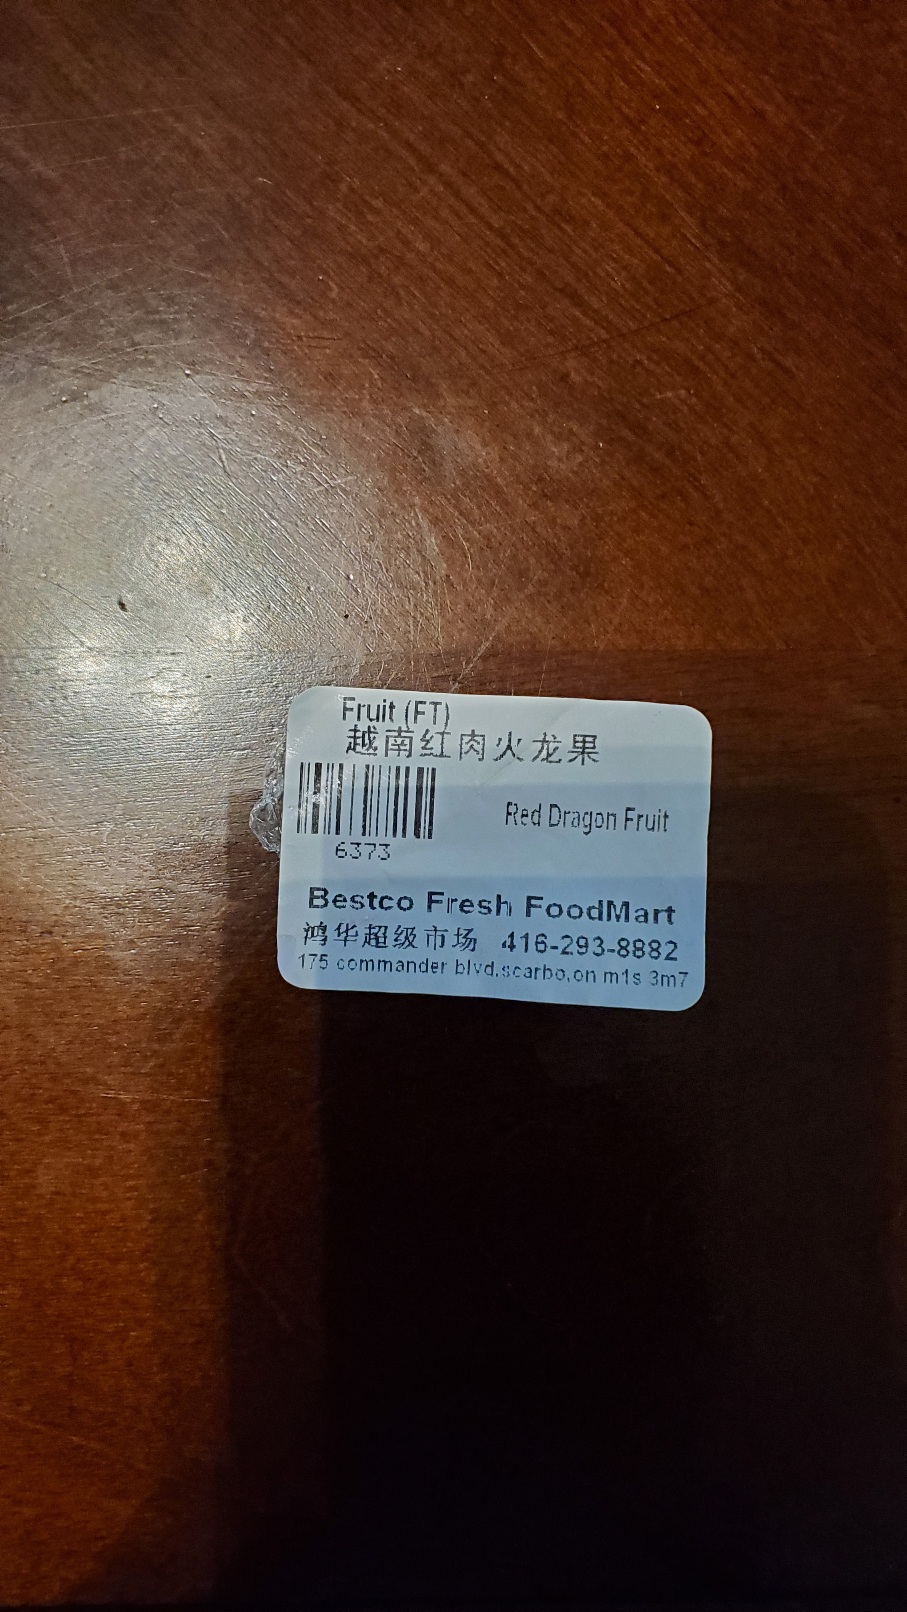 Fruit (FT)
越南红肉火龙果
Red Dragon Fruit
6373
Bestco Fresh FoodMart
鸿华超级市场 416-293-8882
175 commander blvd.scarbo,on m1s 3m7